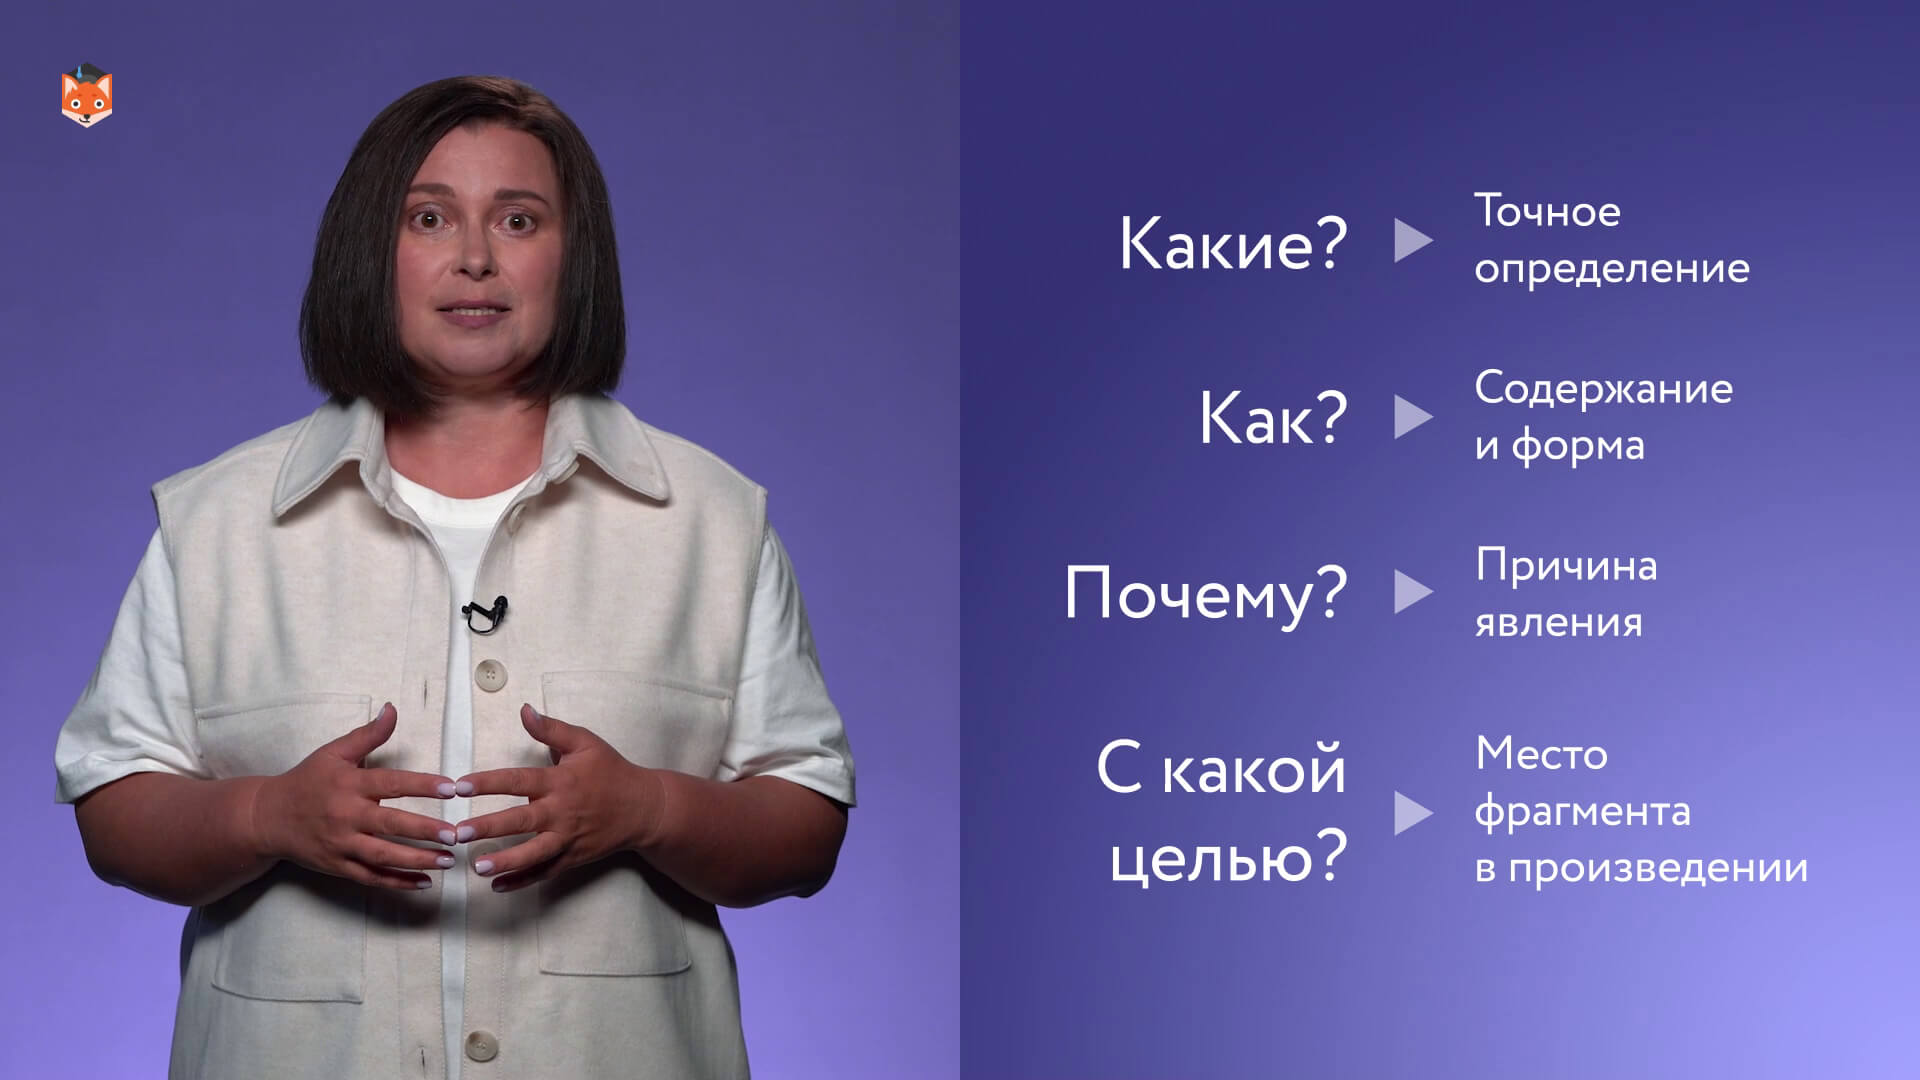 Какие?
Точное
определение
Как?
Содержание
и форма
Почему?
Причина
явления
С какой
целью?
Место
фрагмента
в произведении